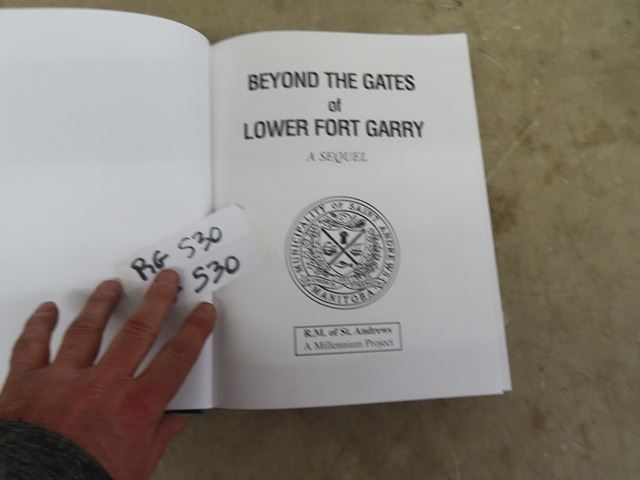 BEYOND THE GATES
of
LOWER FORT GARRY
A SEQUEL
MUNICIPALITY OF SAINT ANDREWS
MANITOBA
R.M. of St. Andrews
A Millennium Project
RG 530
530